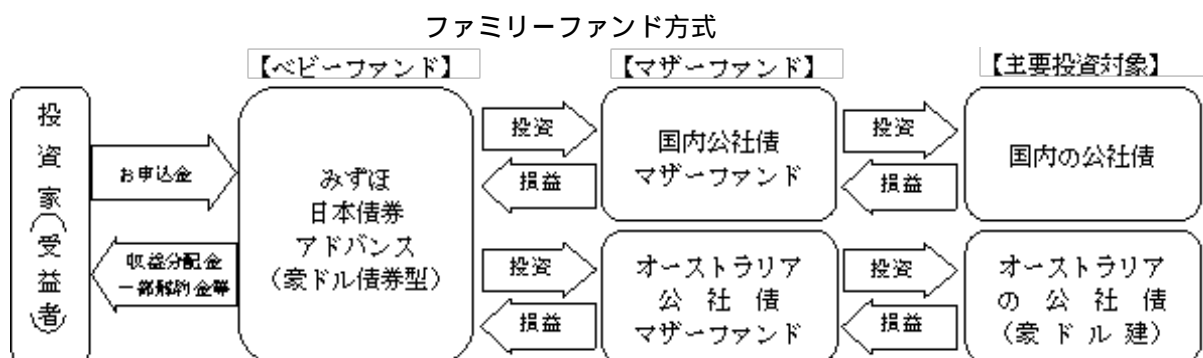 ファミリーファンド方式
【ベビーファンド】
【マザーファンド】
【主要投資対象】
投資家(受益者)
お申込金
収益分配金
一部解約金等
みずほ
日本債券
アドバンス
(豪ドル債券型)
投資
損益
国内公社債
マザーファンド
投資
損益
国内の公社債
投資
損益
オーストラリア
公社債
マザーファンド
投資
損益
オーストラリア
の公社債
(豪ドル建)